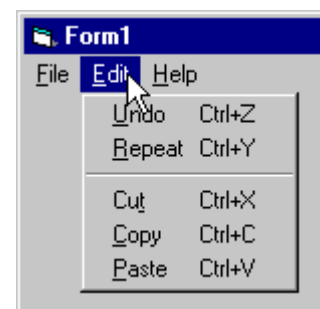 Form1
File Edit Help
Undo Ctrl+Z
Repeat Ctrl+Y
Cut Ctrl+X
Copy Ctrl+C
Paste Ctrl+V